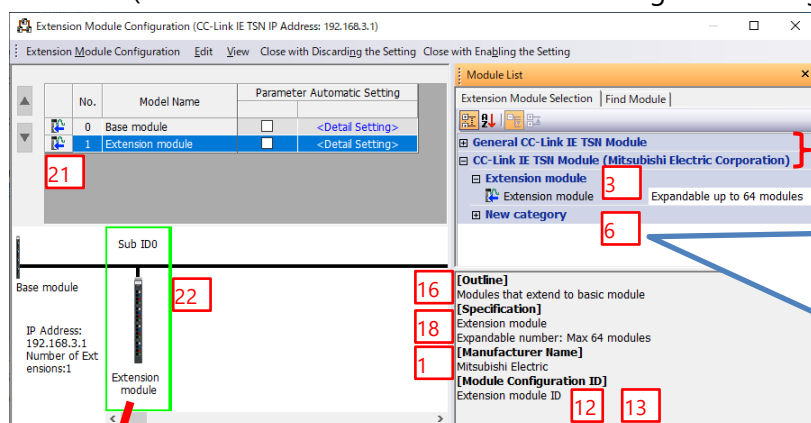 Extension Module Configuration (CC-Link IE TSN IP Address: 192.168.3.1)
Extension Module Configuration Edit View Close with Discarding the Setting Close with Enabling the Setting
No. Model Name Parameter Automatic Setting
0 Base module <Detail Setting>
1 Extension module <Detail Setting>
21
Sub ID0
Base module
22
IP Address:
192.168.3.1
Number of Ext
ensions:1
Extension
module
Module List
Extension Module Selection Find Module
General CC-Link IE TSN Module
CC-Link IE TSN Module (Mitsubishi Electric Corporation)
Extension module
3
Extension module Expandable up to 64 modules
New category
6
16
[Outline]
Modules that extend to basic module
18
[Specification]
Extension module
Expandable number: Max 64 modules
1
[Manufacturer Name]
Mitsubishi Electric
[Module Configuration ID]
Extension module ID
12 13